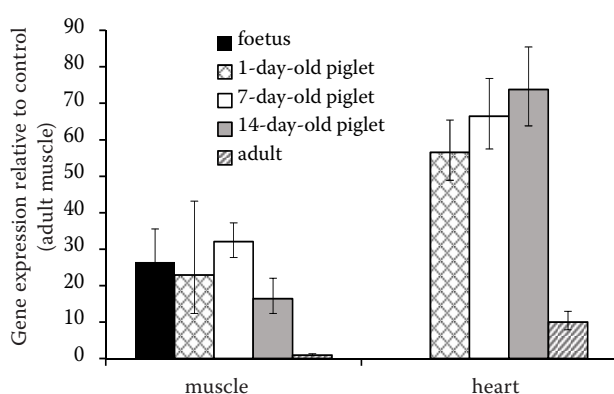 Gene expression relative to control
(adult muscle)
90
80
70
60
50
40
30
20
10
0
foetus
1-day-old piglet
7-day-old piglet
14-day-old piglet
adult
muscle
heart